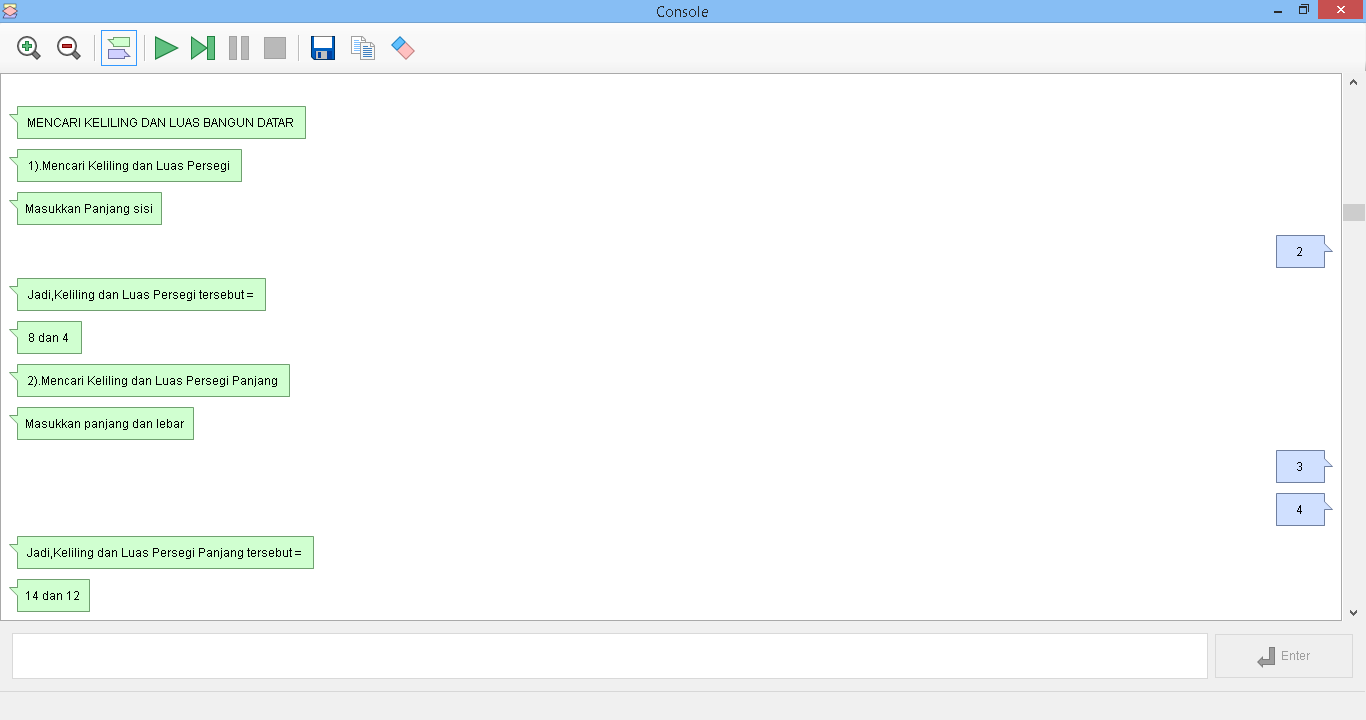 Console
MENCARI KELILING DAN LUAS BANGUN DATAR
1).Mencari Keliling dan Luas Persegi
Masukkan Panjang sisi
2
Jadi,Keliling dan Luas Persegi tersebut =
8 dan 4
2).Mencari Keliling dan Luas Persegi Panjang
Masukkan panjang dan lebar
3
4
Jadi,Keliling dan Luas Persegi Panjang tersebut =
14 dan 12
Enter